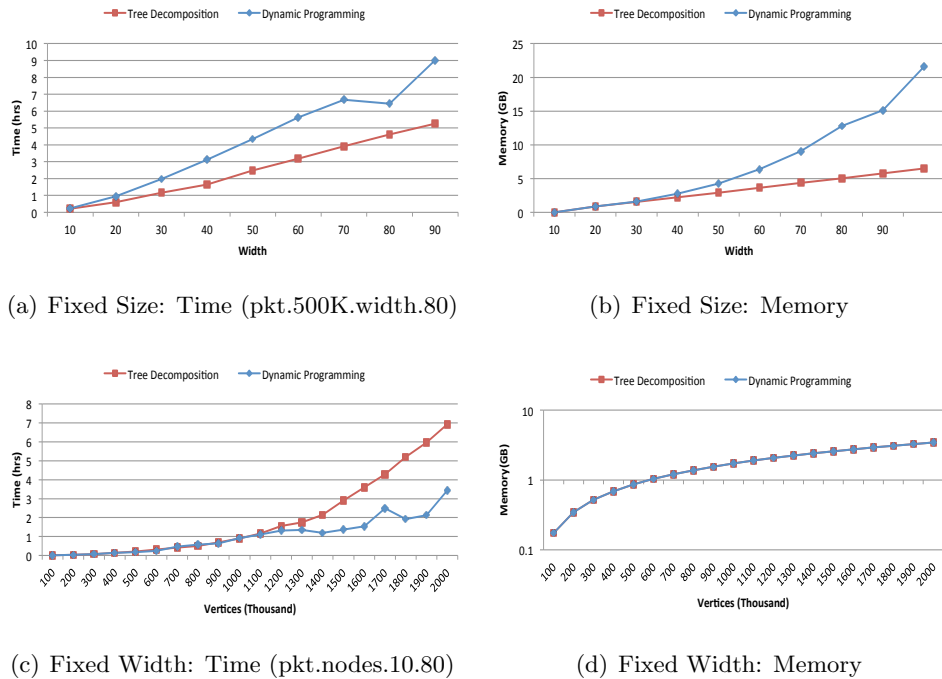 Tree Decomposition Dynamic Programming
10
9
8
7
6
5
4
3
2
1
0
Time (hrs)
10 20 30 40 50 60 70 80 90
Width
(a) Fixed Size: Time (pkt.500K.width.80)
Tree Decomposition Dynamic Programming
25
20
15
10
5
0
Memory (GB)
10 20 30 40 50 60 70 80 90
Width
(b) Fixed Size: Memory
Tree Decomposition Dynamic Programming
8
7
6
5
4
3
2
1
0
Time (hrs)
100 200 300 400 500 600 700 800 900 1000 1100 1200 1300 1400 1500 1600 1700 1800 1900 2000
Vertices (Thousand)
(c) Fixed Width: Time (pkt.nodes.10.80)
Tree Decomposition Dynamic Programming
10
1
0.1
Memory (GB)
100 200 300 400 500 600 700 800 900 1000 1100 1200 1300 1400 1500 1600 1700 1800 1900 2000
Vertices (Thousand)
(d) Fixed Width: Memory